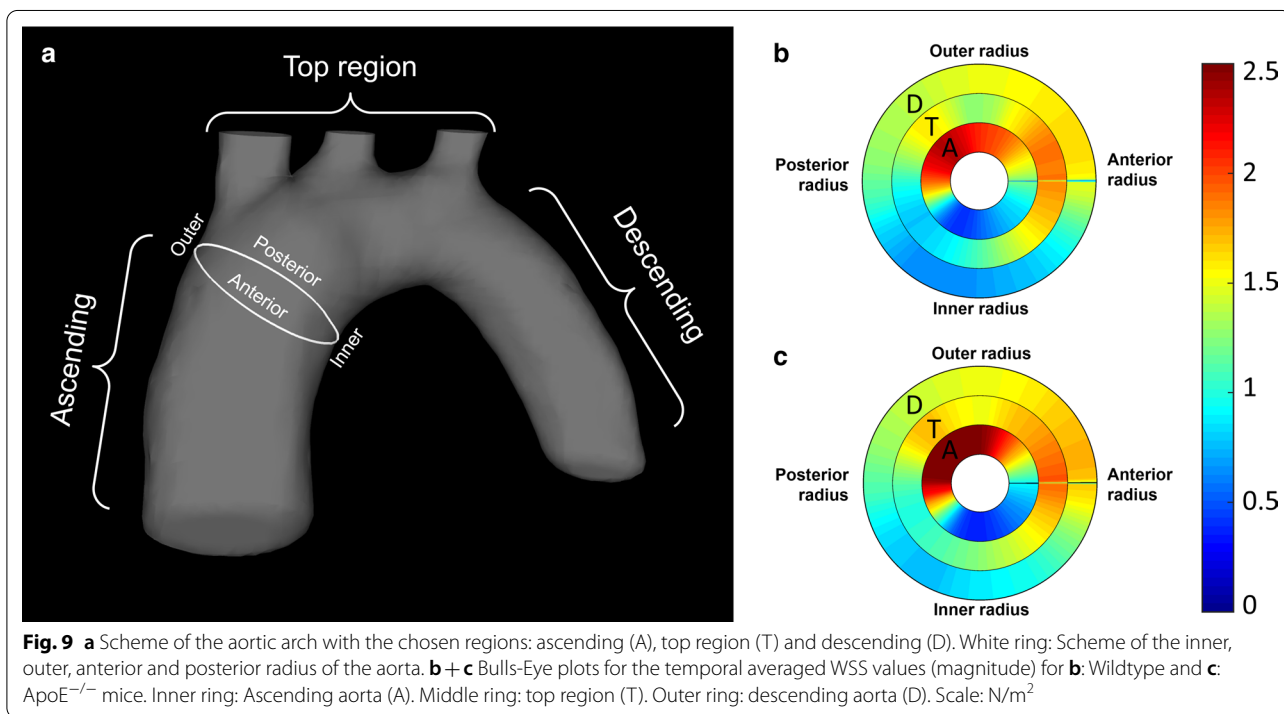 a
Top region
Outer
Posterior
Anterior
Inner
Ascending
Descending
b
Outer radius
D
T
A
Posterior
radius
Anterior
radius
Inner radius
c
Outer radius
D
T
A
Posterior
radius
Anterior
radius
Inner radius
2.5
2
1.5
1
0.5
0
Fig. 9 a Scheme of the aortic arch with the chosen regions: ascending (A), top region (T) and descending (D). White ring: Scheme of the inner,
outer, anterior and posterior radius of the aorta. b + c Bulls-Eye plots for the temporal averaged WSS values (magnitude) for b: Wildtype and c:
ApoE−/− mice. Inner ring: Ascending aorta (A). Middle ring: top region (T). Outer ring: descending aorta (D). Scale: N/m²